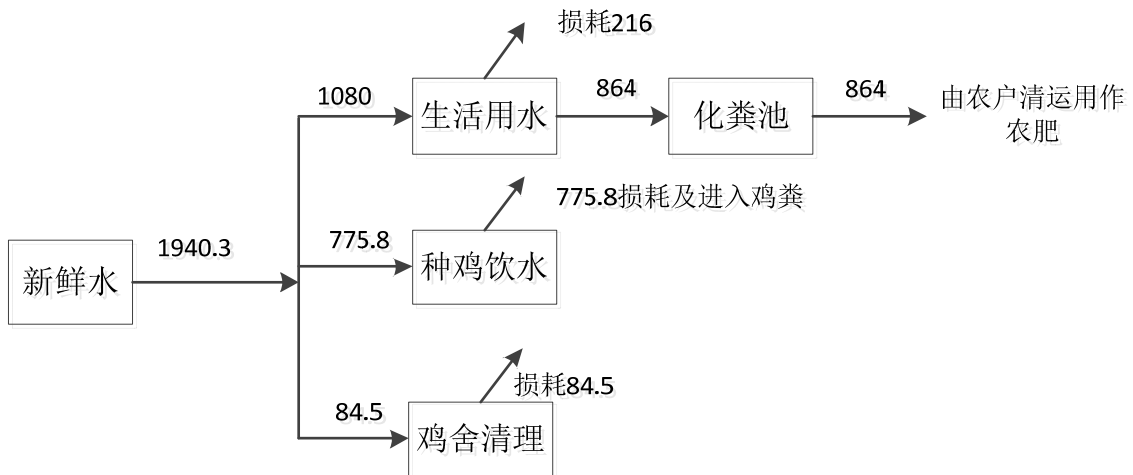 损耗216
1080
生活用水
864
化粪池
864
由农户清运用作
农肥
775.8损耗及进入鸡粪
新鲜水
1940.3
775.8
种鸡饮水
损耗84.5
84.5
鸡舍清理